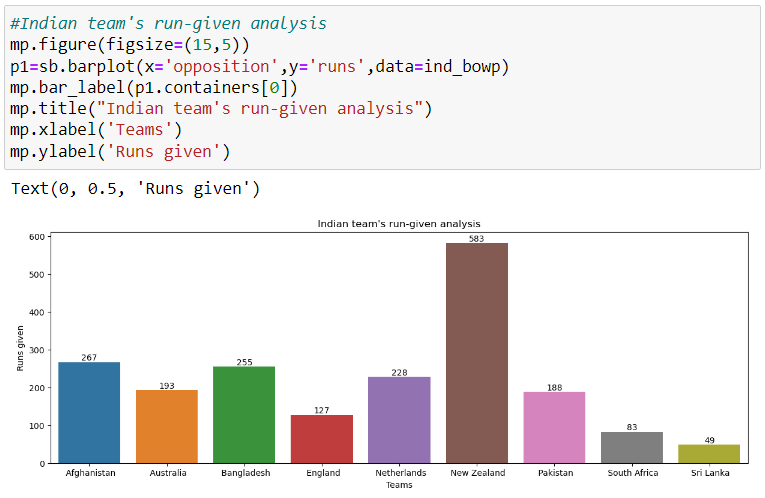 #Indian team's run-given analysis
mp.figure(figsize=(15,5))
p1=sb.barplot(x='opposition',y='runs',data=ind_bowp)
mp.bar_label(p1.containers[0])
mp.title("Indian team's run-given analysis")
mp.xlabel('Teams')
mp.ylabel('Runs given')
Text(0, 0.5, 'Runs given')
Indian team's run-given analysis
Runs given
600
500
400
300
200
100
0
267
193
255
127
228
583
188
83
49
Afghanistan
Australia
Bangladesh
England
Netherlands
New Zealand
Pakistan
South Africa
Sri Lanka
Teams